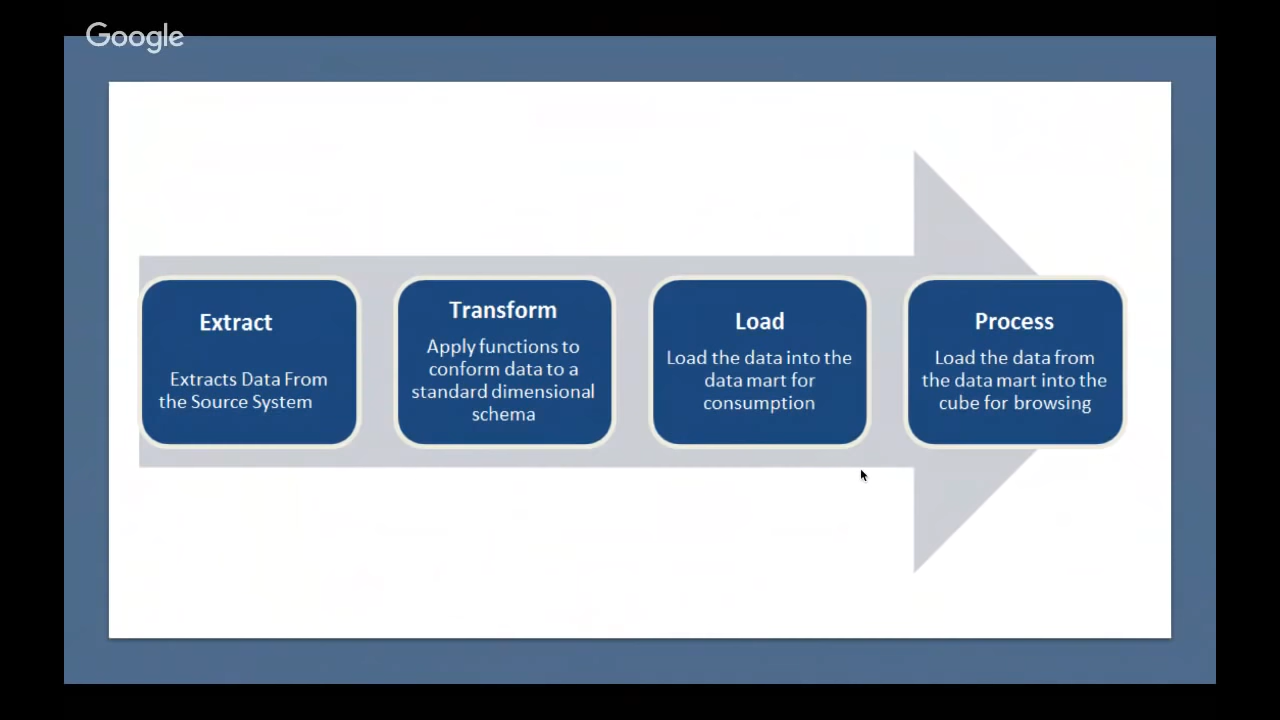 Google
Extract
Extracts Data From
the Source System
Transform
Apply functions to
conform data to a
standard dimensional
schema
Load
Load the data into the
data mart for
consumption
Process
Load the data from
the data mart into the
cube for browsing